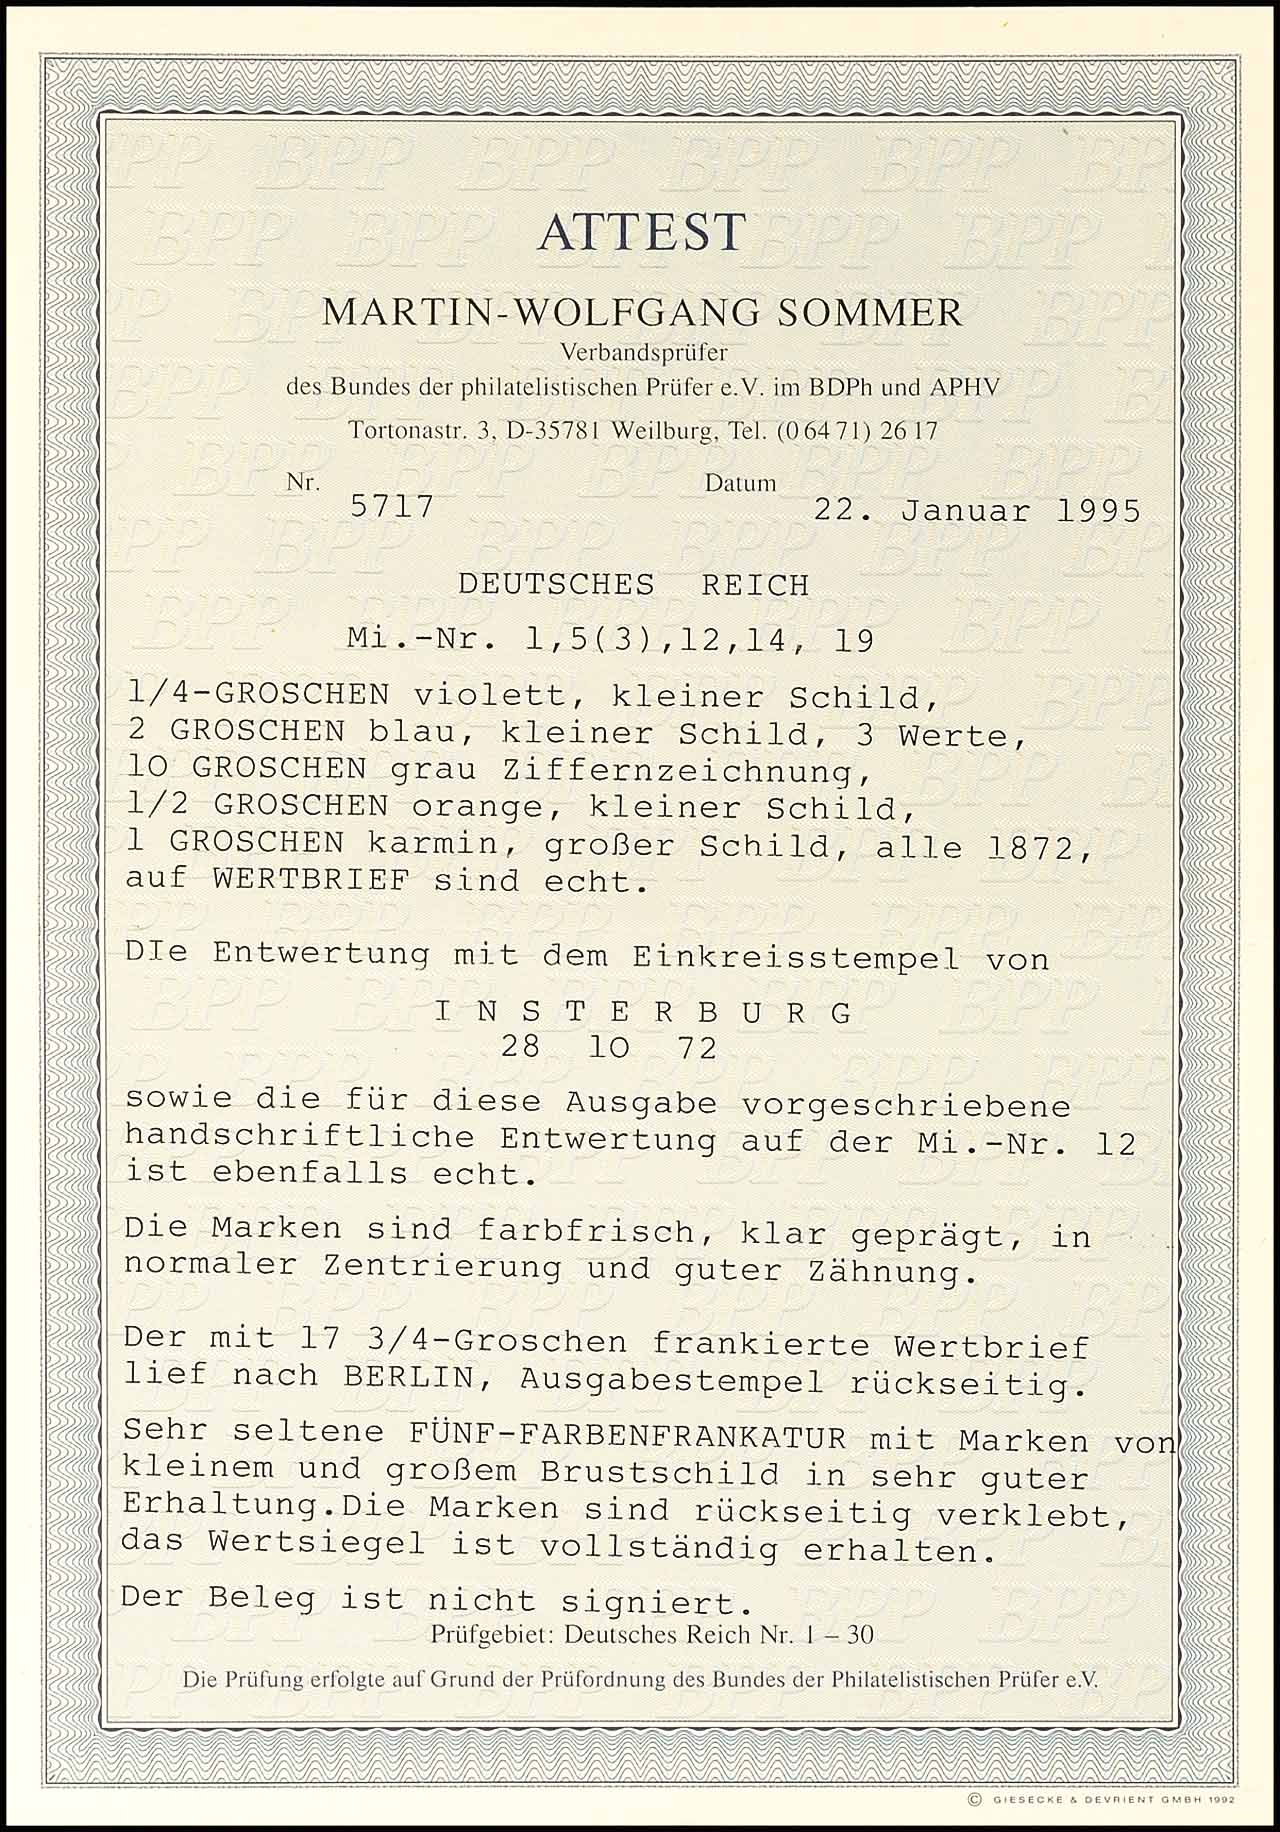 ATTEST
MARTIN-WOLFGANG SOMMER
Verbandsprüfer
des Bundes der philatelistischen Prüfer e.V. im BDPh und APHV
Tortonastr. 3, D-35781 Weilburg, Tel. (0 64 71) 26 17
Nr. 5717 Datum 22. Januar 1995
DEUTSCHES REICH
Mi.-Nr. 1,5(3),12,14, 19
1/4-GROSCHEN violett, kleiner Schild,
2 GROSCHEN blau, kleiner Schild, 3 Werte,
10 GROSCHEN grau Ziffernzeichnung,
1/2 GROSCHEN orange, kleiner Schild,
1 GROSCHEN karmin, großer Schild, alle 1872,
auf WERTBRIEF sind echt.
DIe Entwertung mit dem Einkreisstempel von
I N S T E R B U R G
28 10 72
sowie die für diese Ausgabe vorgeschriebene
handschriftliche Entwertung auf der Mi.-Nr. 12
ist ebenfalls echt.
Die Marken sind farbfrisch, klar geprägt, in
normaler Zentrierung und guter Zähnung.
Der mit 17 3/4-Groschen frankierte Wertbrief
lief nach BERLIN, Ausgabestempel rückseitig.
Sehr seltene FÜNF-FARBENFRANKATUR mit Marken von
kleinem und großem Brustschild in sehr guter
Erhaltung.Die Marken sind rückseitig verklebt,
das Wertsiegel ist vollständig erhalten.
Der Beleg ist nicht signiert.
Prüfgebiet: Deutsches Reich Nr. 1 – 30
Die Prüfung erfolgte auf Grund der Prüfordnung des Bundes der Philatelistischen Prüfer e.V.
© GIESECKE & DEVRIENT GMBH 1992